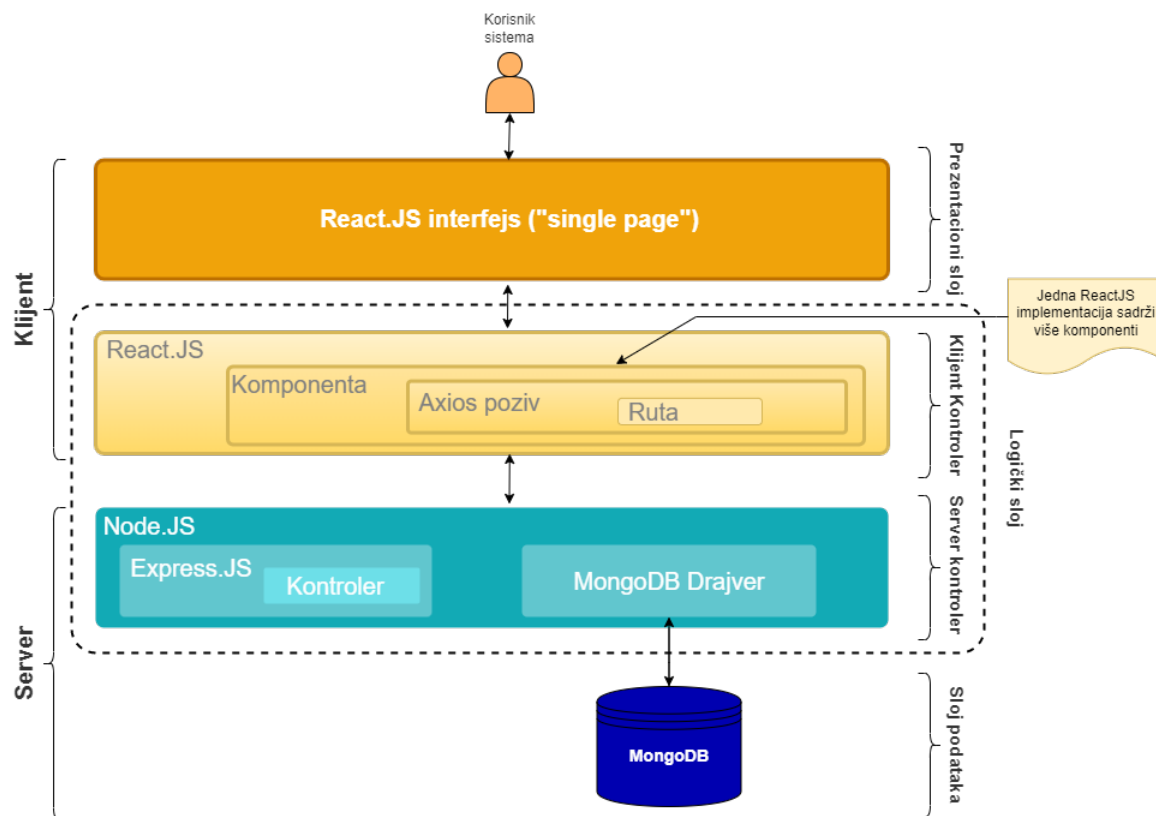 Korisnik
sistema
React.JS interfejs ("single page")
Prezentacioni sloj
Klijent
Jedna ReactJS
implementacija sadrži
više komponenti
React.JS
Komponenta
Axios poziv
Ruta
Klijent Kontroler
Logički sloj
Node.JS
Express.JS
Kontroler
MongoDB Drajver
Server kontroler
Server
MongoDB
Sloj podataka